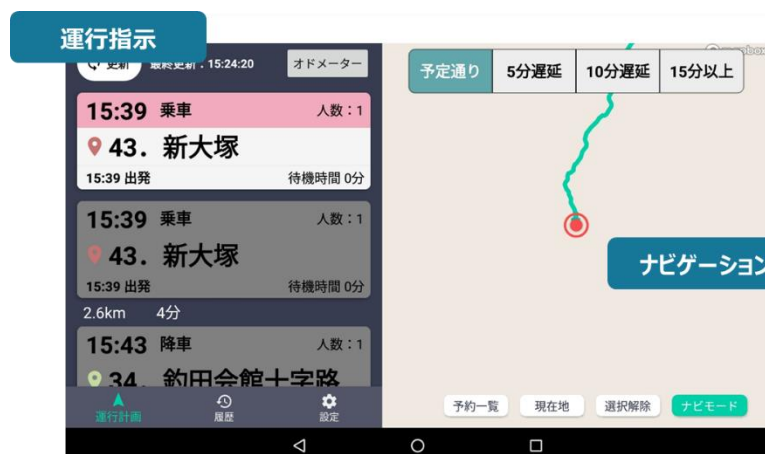 運行指示
更新 最終更新：15:24:20 オドメーター
15:39 乗車 人数：1
43. 新大塚
15:39 出発 待機時間 0分
15:39 乗車 人数：1
43. 新大塚
15:39 出発 待機時間 0分
2.6km 4分
15:43 降車 人数：1
34. 釣田会館十字路
運行計画 履歴 設定
予定通り 5分遅延 10分遅延 15分以上
ナビゲーション
予約一覧 現在地 選択解除 ナビモード